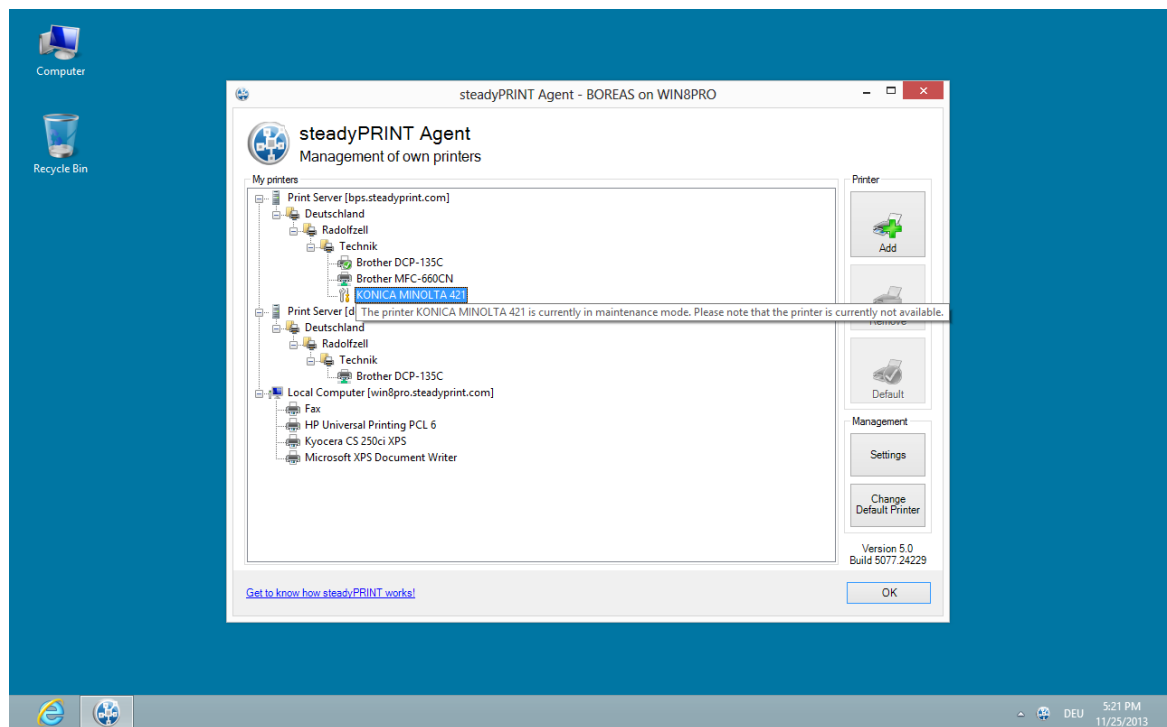 Computer
Recycle Bin
steadyPRINT Agent - BOREAS on WIN8PRO
steadyPRINT Agent
Management of own printers
My printers
Print Server [bps.steadyprint.com]
Deutschland
Radolfzell
Technik
Brother DCP-135C
Brother MFC-660CN
KONICA MINOLTA 421
The printer KONICA MINOLTA 421 is currently in maintenance mode. Please note that the printer is currently not available.
Print Server [d
Deutschland
Radolfzell
Technik
Brother DCP-135C
Local Computer [win8pro.steadyprint.com]
Fax
HP Universal Printing PCL 6
Kyocera CS 250ci XPS
Microsoft XPS Document Writer
Printer
Add
Remove
Default
Management
Settings
Change
Default Printer
Version 5.0
Build 5077.24229
Get to know how steadyPRINT works!
OK
DEU
5:21 PM
11/25/2013